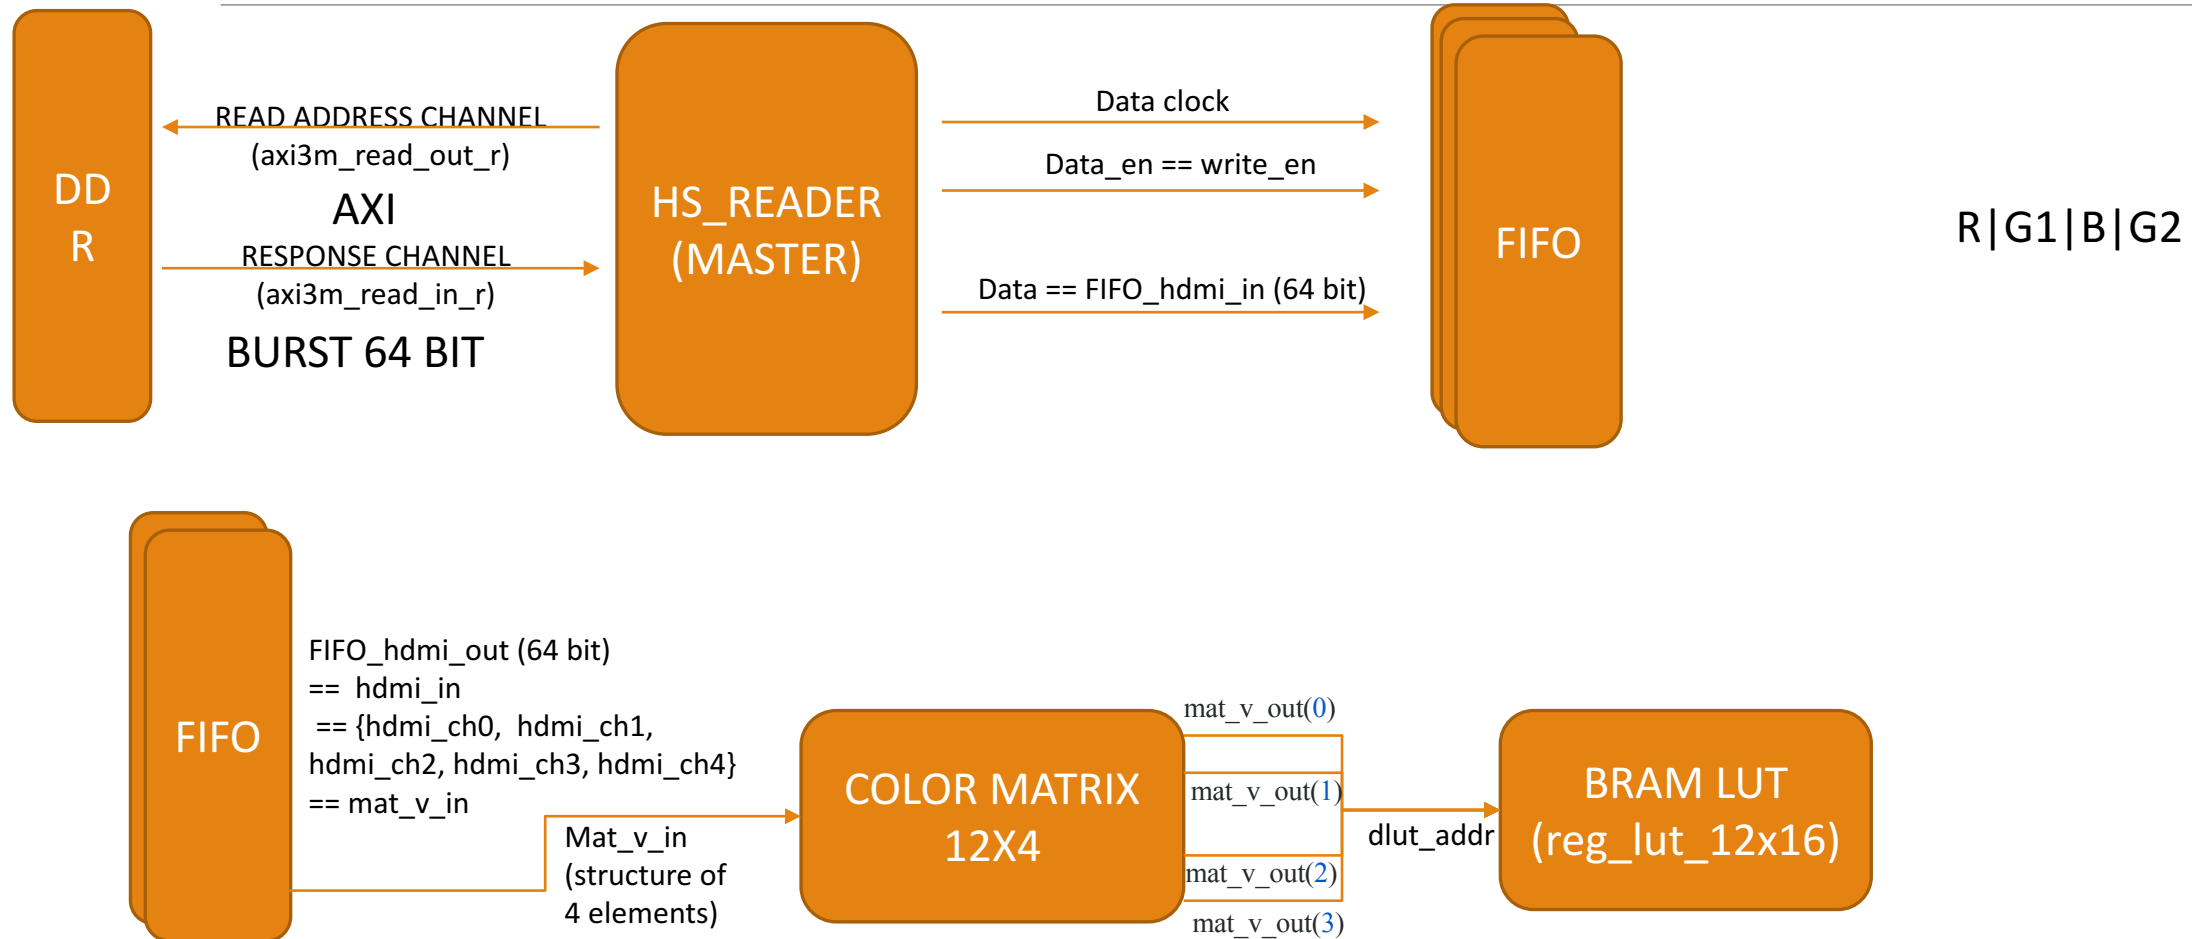 DD
R
READ ADDRESS CHANNEL
(axi3m_read_out_r)
AXI
RESPONSE CHANNEL
(axi3m_read_in_r)
BURST 64 BIT
HS_READER
(MASTER)
Data clock
Data_en == write_en
Data == FIFO_hdmi_in (64 bit)
FIFO
R|G1|B|G2
FIFO
FIFO_hdmi_out (64 bit)
== hdmi_in
== {hdmi_ch0, hdmi_ch1,
hdmi_ch2, hdmi_ch3, hdmi_ch4}
== mat_v_in
Mat_v_in
(structure of
4 elements)
COLOR MATRIX
12X4
mat_v_out(0)
mat_v_out(1)
mat_v_out(2)
mat_v_out(3)
dlut_addr
BRAM LUT
(reg_lut_12x16)